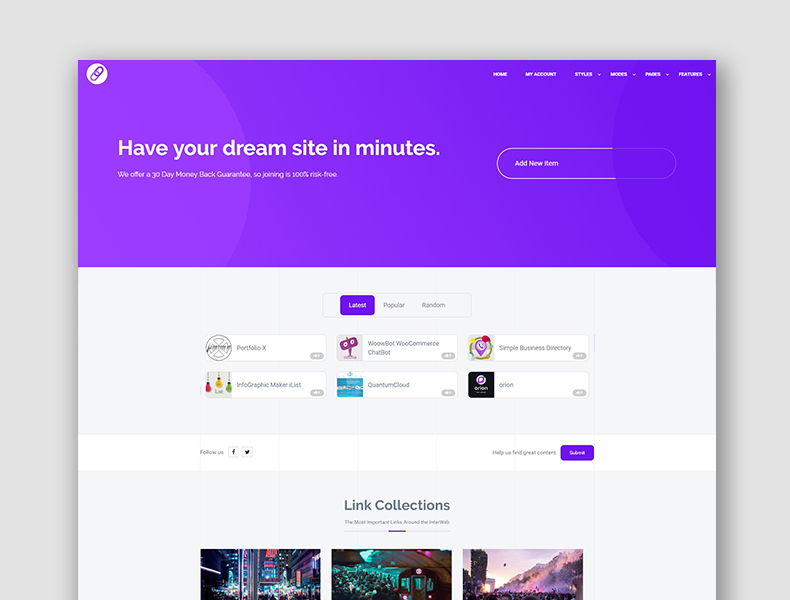 HOME MY ACCOUNT STYLES MODES PAGES FEATURES
Have your dream site in minutes.
We offer a 30 Day Money Back Guarantee, so joining is 100% risk-free.
Add New Item
Latest Popular Random
Portfolio X
WoowBot WooCommerce
ChatBot
Simple Business Directory
InfoGraphic Maker iList
QuantumCloud
orion
orion
Follow us
Help us find great content
Submit
Link Collections
The Most Important Links Around the InterWeb